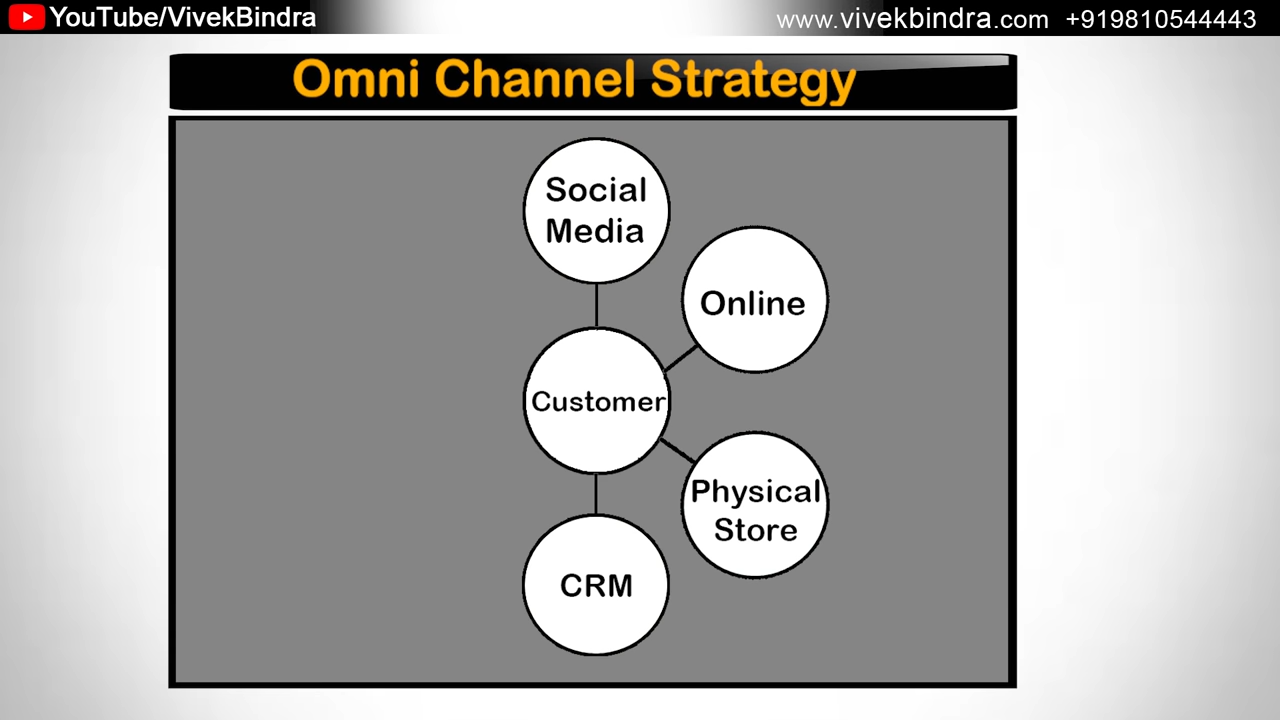 YouTube/VivekBindra
www.vivekbindra.com +919810544443
Omni Channel Strategy
Social
Media
Online
Customer
Physical
Store
CRM